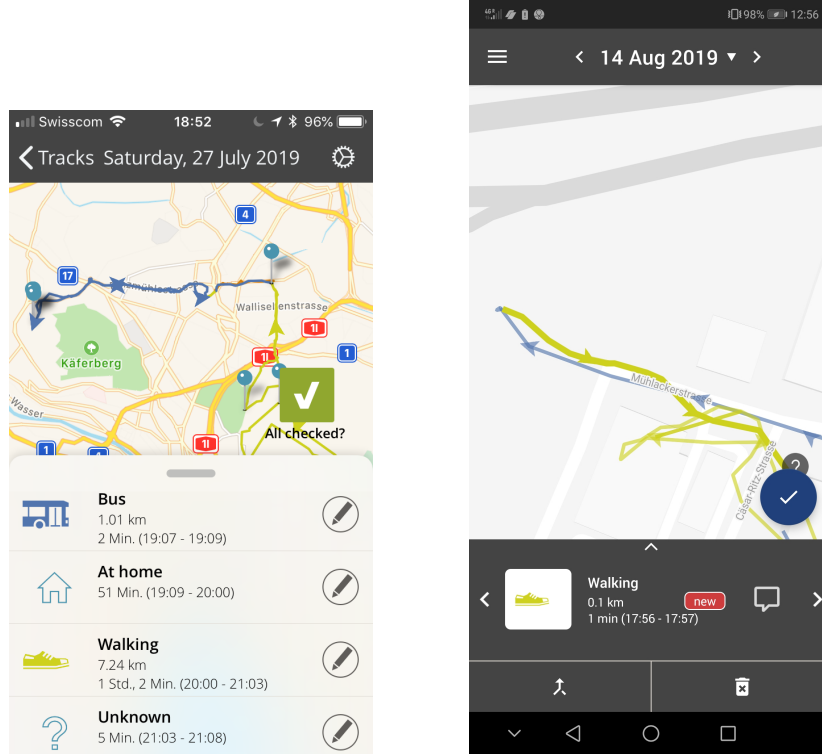 Swisscom
18:52
96%
Tracks Saturday, 27 July 2019
4
17
Wallisellenstrasse
11
Käferberg
11
1
Wasser
All checked?
1
4
11
Bus
1.01 km
2 Min. (19:07 - 19:09)
At home
51 Min. (19:09 - 20:00)
Walking
7.24 km
1 Std., 2 Min. (20:00 - 21:03)
Unknown
5 Min. (21:03 - 21:08)
98%
12:56
14 Aug 2019
Mühlackerstrasse
Cäsar-Ritz-Strasse
?
Walking
0.1 km
new
1 min (17:56 - 17:57)